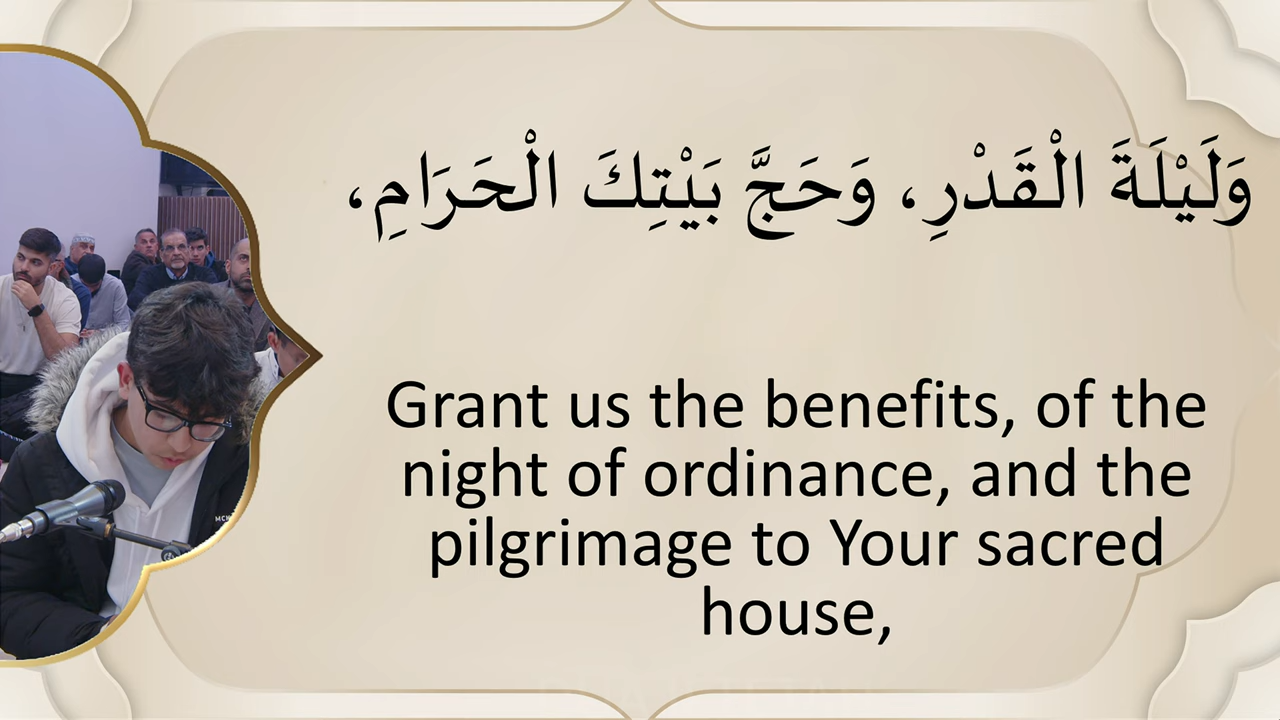 وَلَيْلَةَ الْقَدْرِ، وَحَجَّ بَيْتِكَ الْحَرَامِ،
Grant us the benefits, of the
night of ordinance, and the
pilgrimage to Your sacred
house,